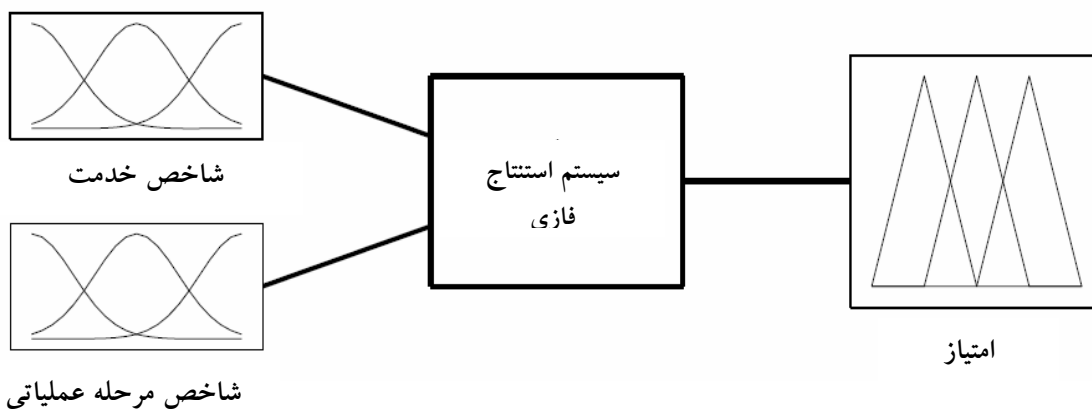 شاخص خدمت
سیستم استنتاج
فازی
امتیاز
شاخص مرحله عملیاتی